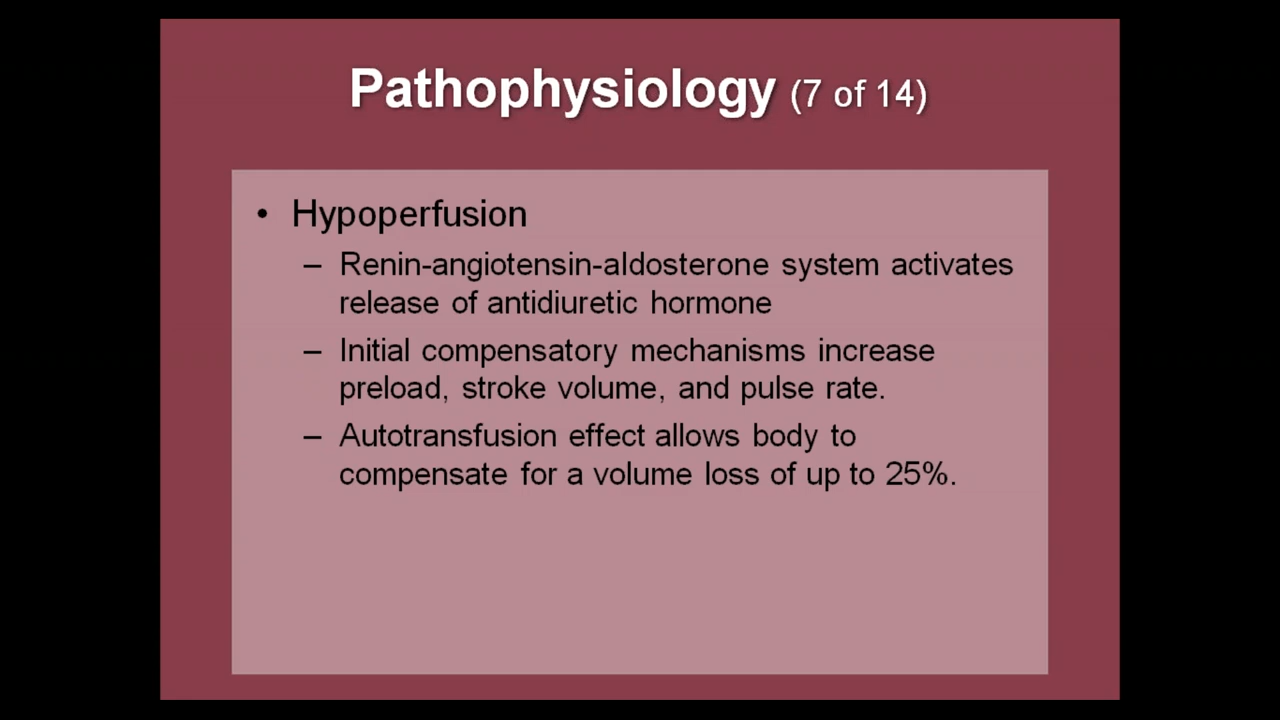 Pathophysiology (7 of 14)
• Hypoperfusion
– Renin-angiotensin-aldosterone system activates
release of antidiuretic hormone
– Initial compensatory mechanisms increase
preload, stroke volume, and pulse rate.
– Autotransfusion effect allows body to
compensate for a volume loss of up to 25%.